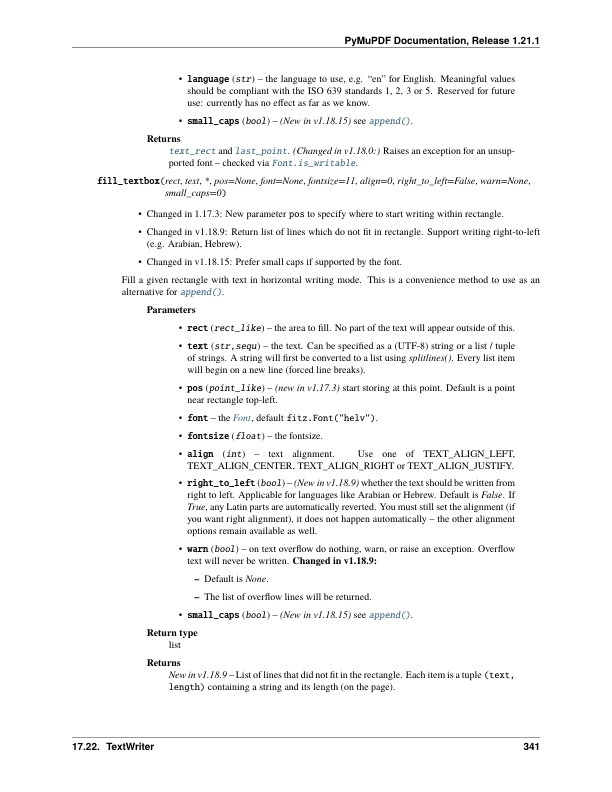 PyMuPDF Documentation, Release 1.21.1
• language (str) – the language to use, e.g. “en” for English. Meaningful values
should be compliant with the ISO 639 standards 1, 2, 3 or 5. Reserved for future
use: currently has no effect as far as we know.
• small_caps (bool) – (New in v1.18.15) see append().
Returns
text_rect and last_point. (Changed in v1.18.0:) Raises an exception for an unsup-
ported font – checked via Font.is_writable.
fill_textbox(rect, text, *, pos=None, font=None, fontsize=11, align=0, right_to_left=False, warn=None,
small_caps=0)
• Changed in 1.17.3: New parameter pos to specify where to start writing within rectangle.
• Changed in v1.18.9: Return list of lines which do not fit in rectangle. Support writing right-to-left
(e.g. Arabian, Hebrew).
• Changed in v1.18.15: Prefer small caps if supported by the font.
Fill a given rectangle with text in horizontal writing mode. This is a convenience method to use as an
alternative for append().
Parameters
• rect (rect_like) – the area to fill. No part of the text will appear outside of this.
• text (str,sequ) – the text. Can be specified as a (UTF-8) string or a list / tuple
of strings. A string will first be converted to a list using splitlines(). Every list item
will begin on a new line (forced line breaks).
• pos (point_like) – (new in v1.17.3) start storing at this point. Default is a point
near rectangle top-left.
• font – the Font, default fitz.Font("helv").
• fontsize (float) – the fontsize.
• align (int) – text alignment. Use one of TEXT_ALIGN_LEFT,
TEXT_ALIGN_CENTER, TEXT_ALIGN_RIGHT or TEXT_ALIGN_JUSTIFY.
• right_to_left (bool) – (New in v1.18.9) whether the text should be written from
right to left. Applicable for languages like Arabian or Hebrew. Default is False. If
True, any Latin parts are automatically reverted. You must still set the alignment (if
you want right alignment), it does not happen automatically – the other alignment
options remain available as well.
• warn (bool) – on text overflow do nothing, warn, or raise an exception. Overflow
text will never be written. Changed in v1.18.9:
– Default is None.
– The list of overflow lines will be returned.
• small_caps (bool) – (New in v1.18.15) see append().
Return type
list
Returns
New in v1.18.9 – List of lines that did not fit in the rectangle. Each item is a tuple (text,
length) containing a string and its length (on the page).
17.22. TextWriter 341